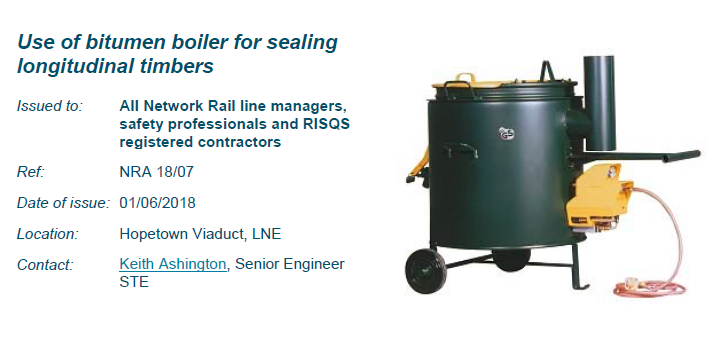 Use of bitumen boiler for sealing
longitudinal timbers
Issued to: All Network Rail line managers,
safety professionals and RISQS
registered contractors
Ref: NRA 18/07
Date of issue: 01/06/2018
Location: Hopetown Viaduct, LNE
Contact: Keith Ashington, Senior Engineer
STE